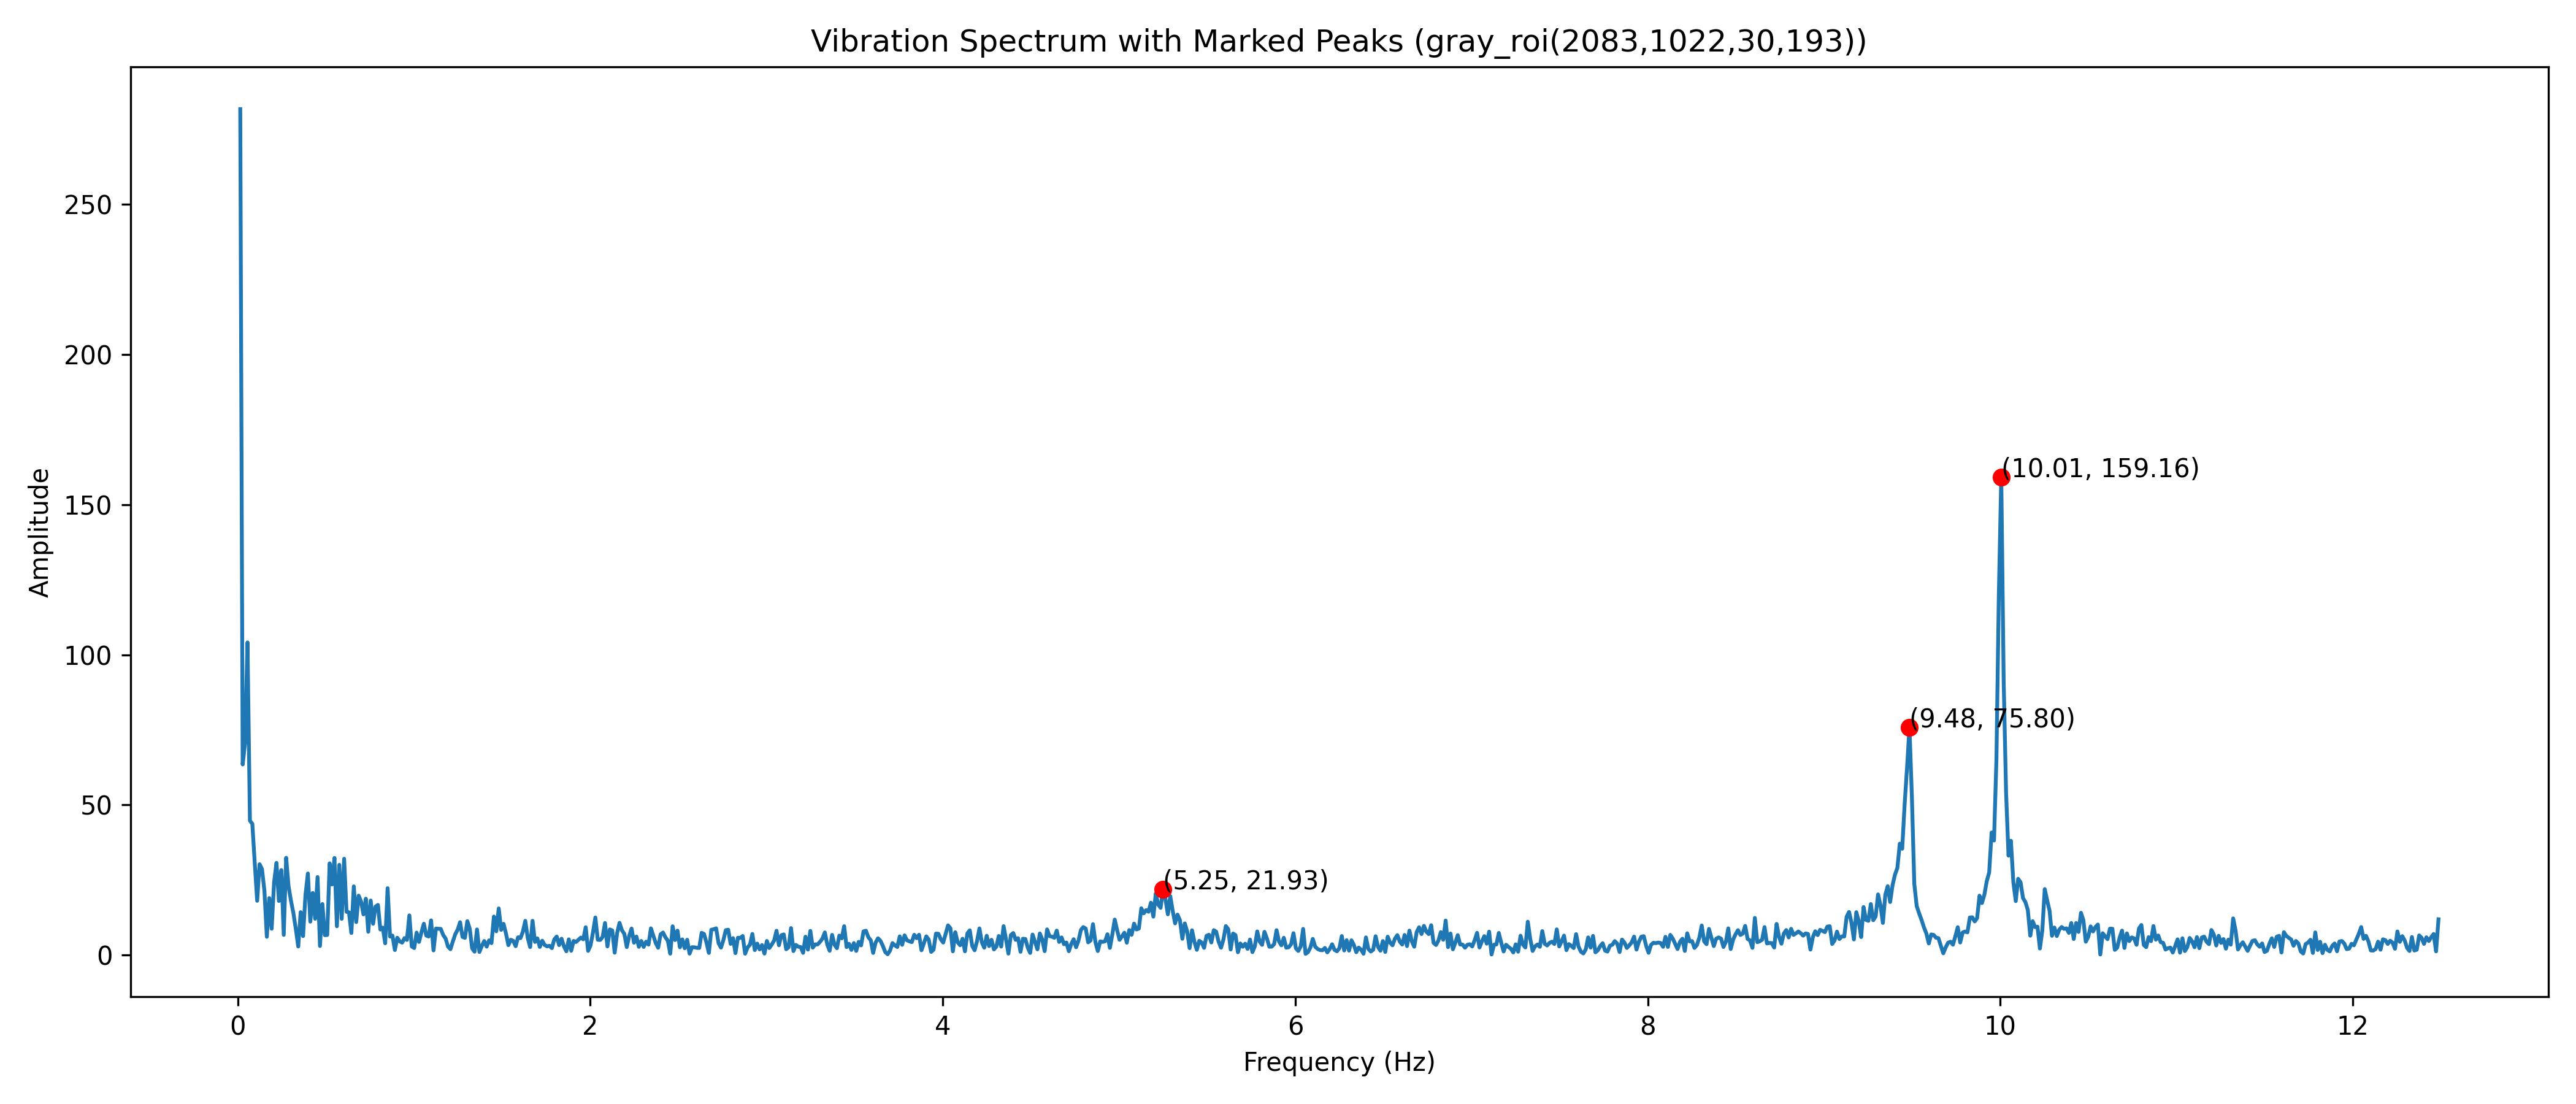 Vibration Spectrum with Marked Peaks (gray_roi(2083,1022,30,193))
Amplitude
250
200
150
100
50
0
(10.01, 159.16)
(9.48, 75.80)
(5.25, 21.93)
0 2 4 6 8 10 12
Frequency (Hz)